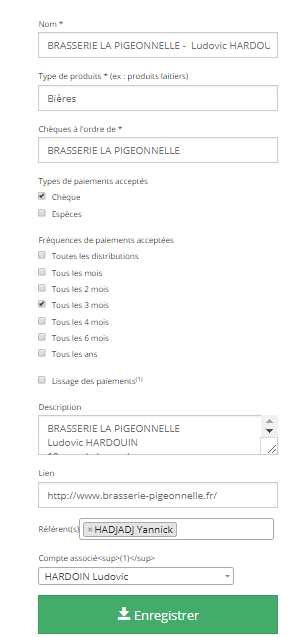 Nom *
BRASSERIE LA PIGEONNELLE - Ludovic HARDOU
Type de produits * (ex : produits laitiers)
Bières
Chèques à l'ordre de *
BRASSERIE LA PIGEONNELLE
Types de paiements acceptés
Chèque
Espèces
Fréquences de paiements acceptées
Toutes les distributions
Tous les mois
Tous les 2 mois
Tous les 3 mois
Tous les 4 mois
Tous les 6 mois
Tous les ans
Lissage des paiements(1)
Description
BRASSERIE LA PIGEONNELLE
Ludovic HARDOUIN
Lien
http://www.brasserie-pigeonnelle.fr/
Référent(s) × HADJADJ Yannick
Compte associé<sup>(1)</sup>
HARDOIN Ludovic
Enregistrer